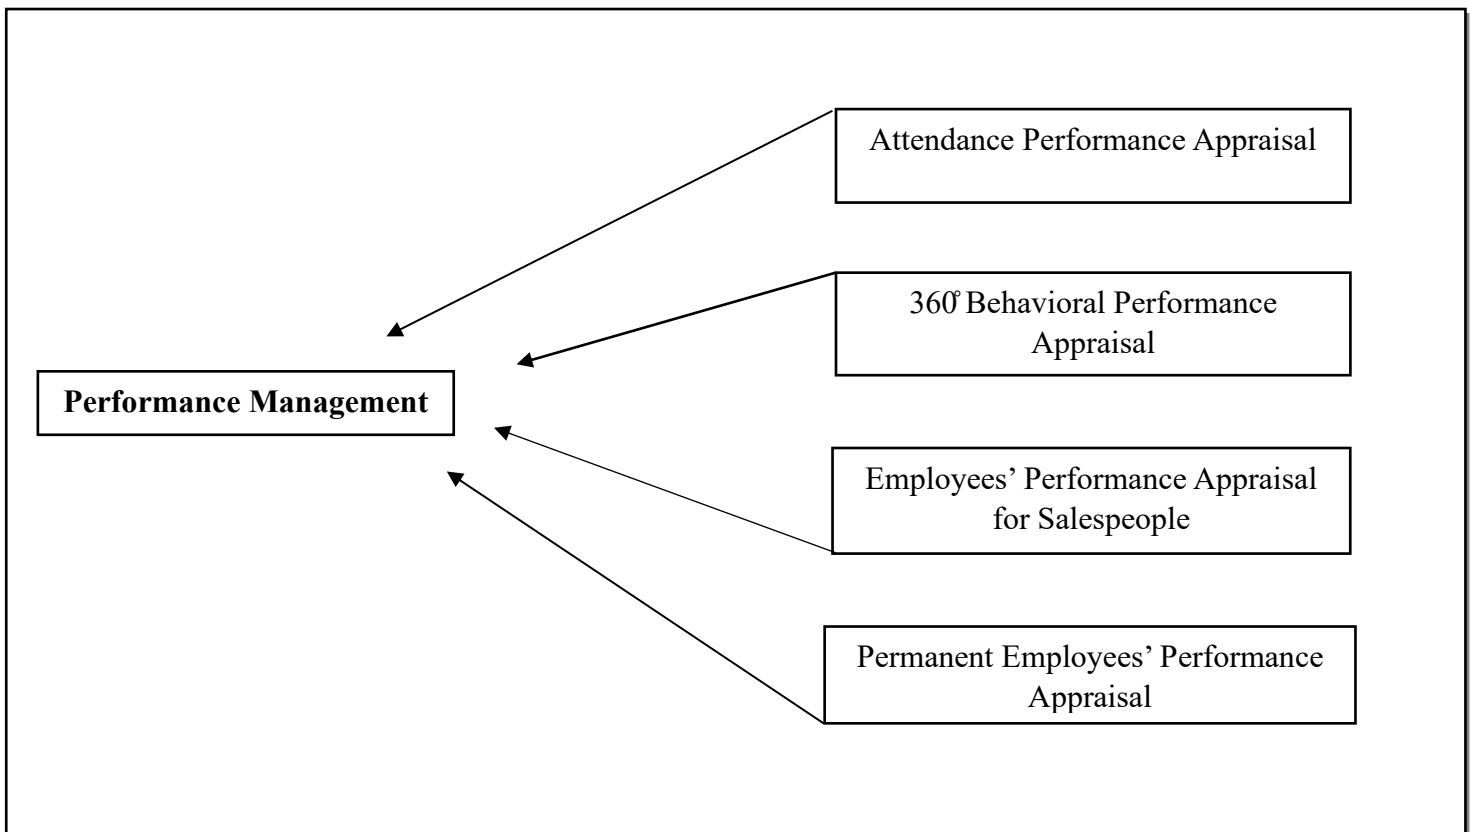 Attendance Performance Appraisal
360° Behavioral Performance
Appraisal
Performance Management
Employees’ Performance Appraisal
for Salespeople
Permanent Employees’ Performance
Appraisal